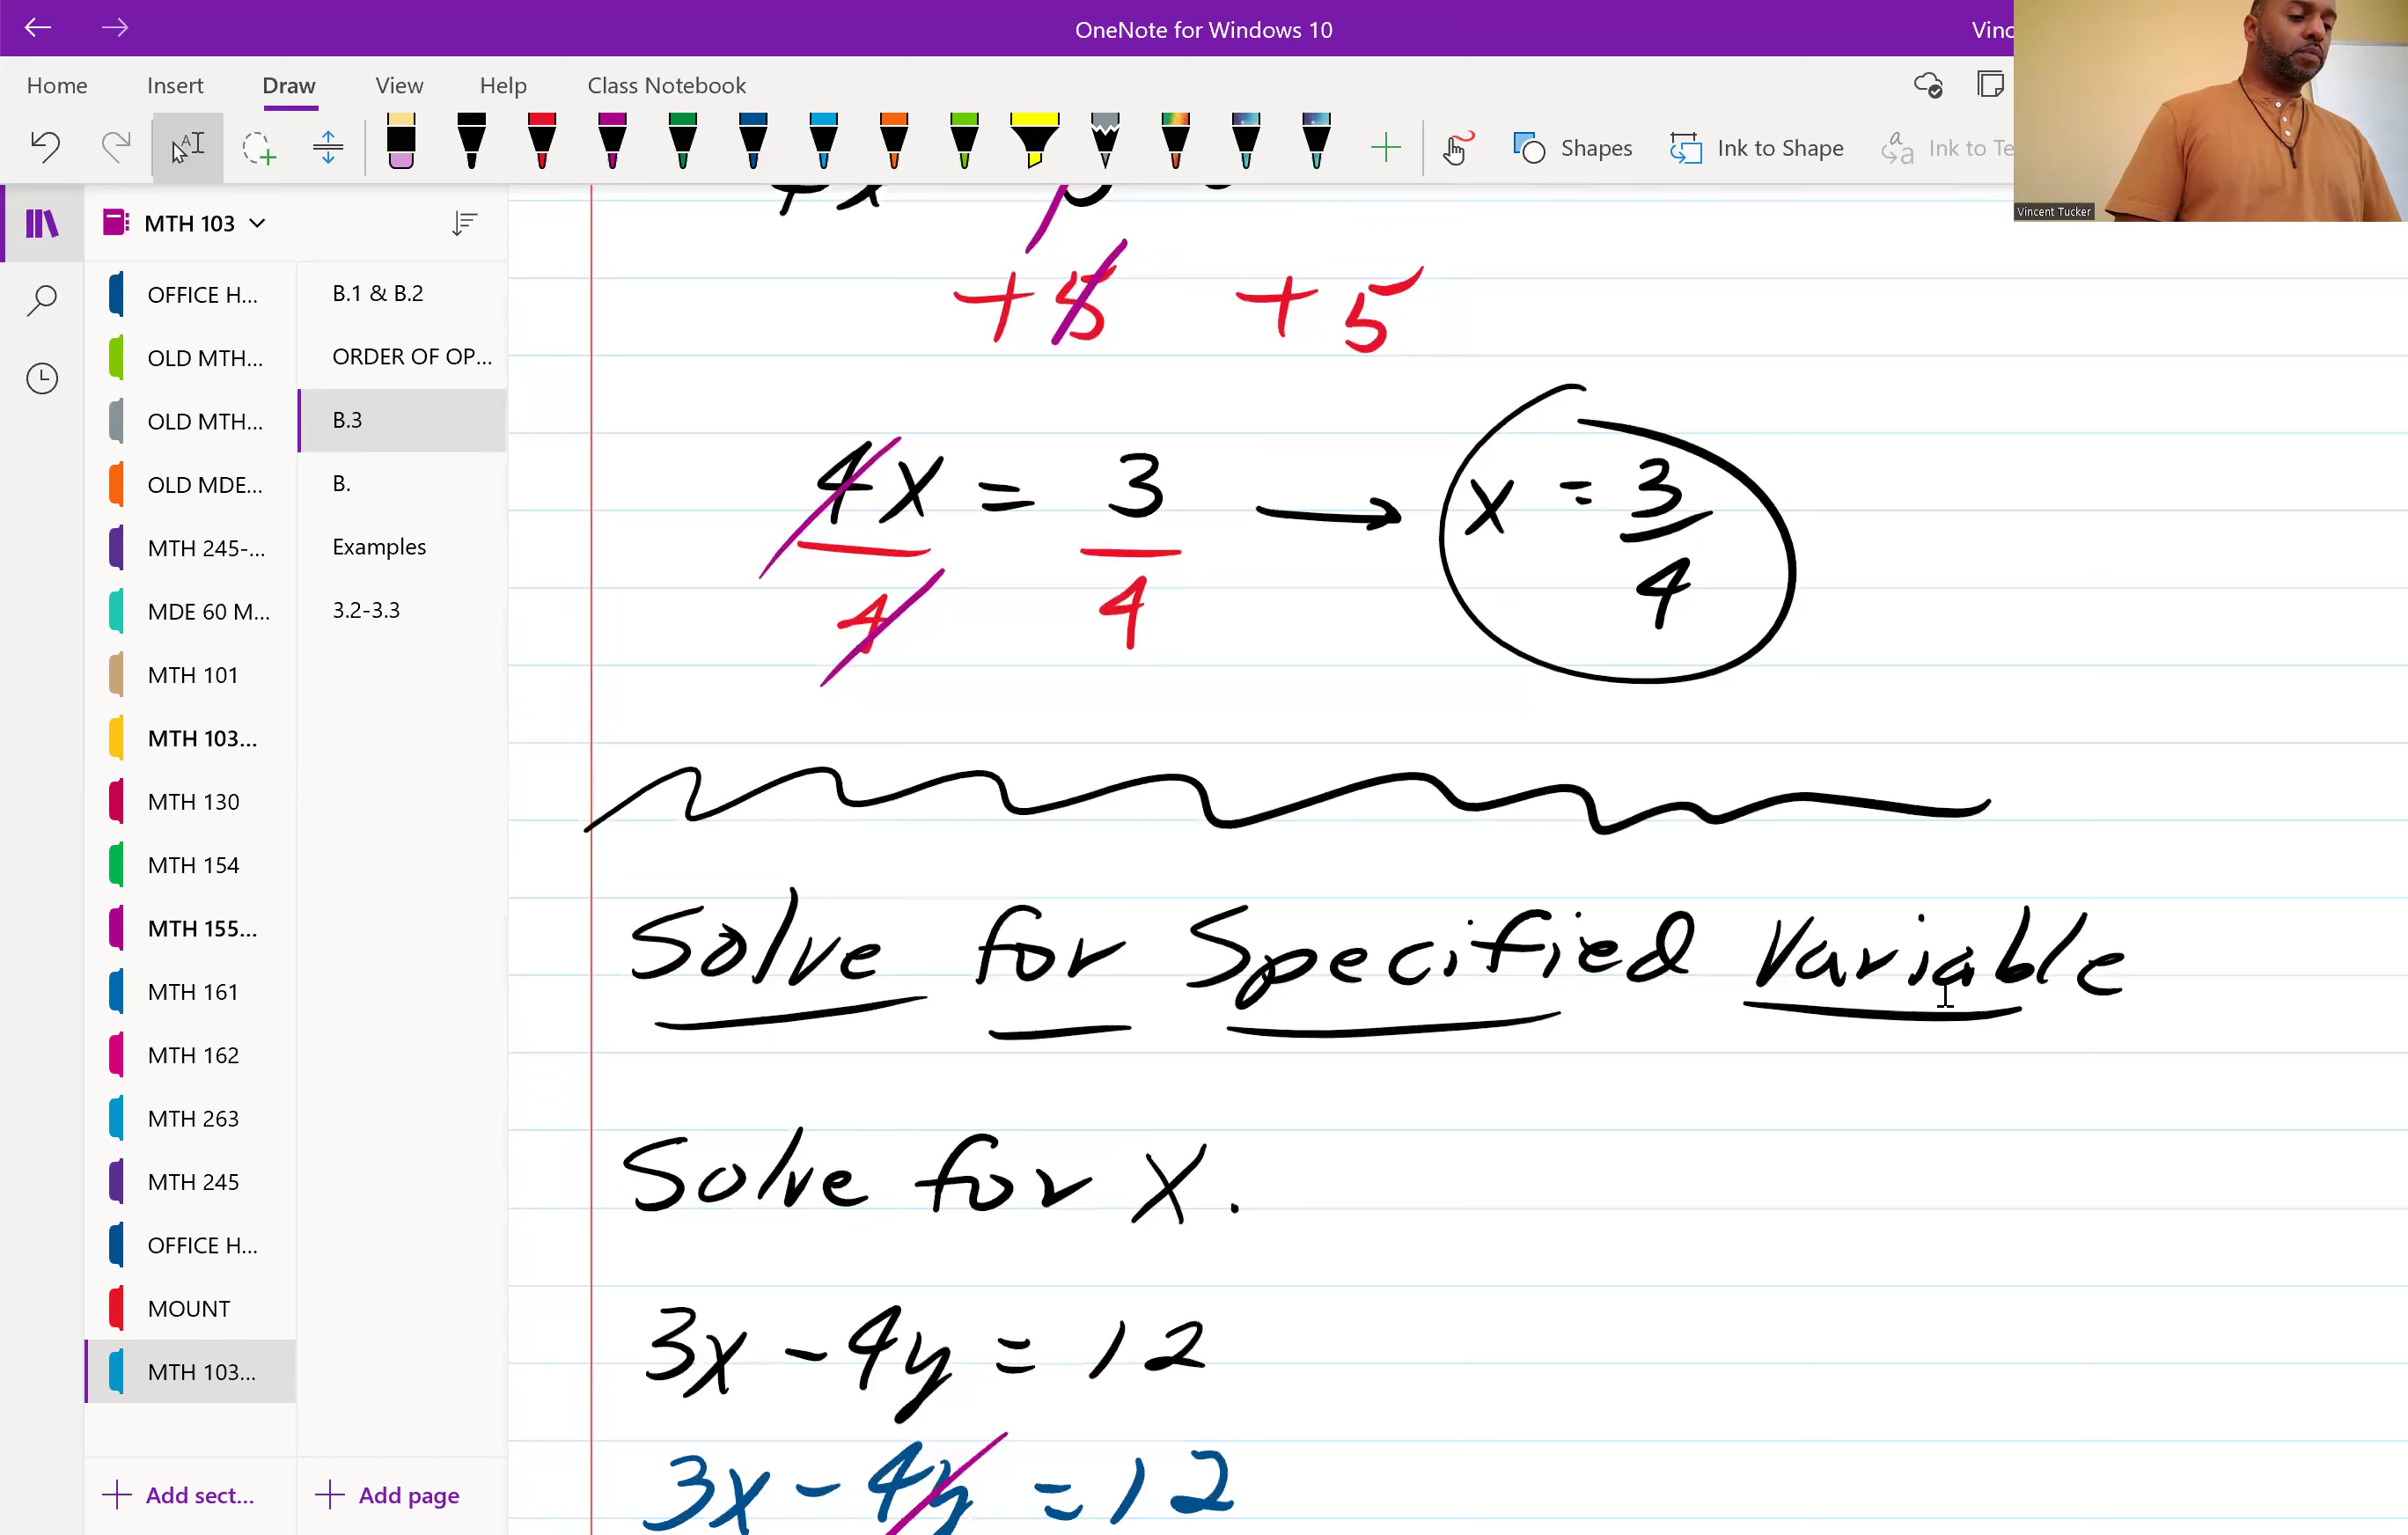 OneNote for Windows 10
Vinc
Home Insert Draw View Help Class Notebook
Shapes Ink to Shape Ink to Te
Vincent Tucker
MTH 103
OFFICE H...
OLD MTH...
OLD MTH...
OLD MDE...
MTH 245-...
MDE 60 M...
MTH 101
MTH 103...
MTH 130
MTH 154
MTH 155...
MTH 161
MTH 162
MTH 263
MTH 245
OFFICE H...
MOUNT
MTH 103...
Add sect...
B.1 & B.2
ORDER OF OP...
B.3
B.
Examples
3.2-3.3
Add page
+5 +5
4x = 3 → x = 3
4 4 4
Solve for Specified Variable
Solve for X.
3x - 4y = 12
3x - 4y = 12